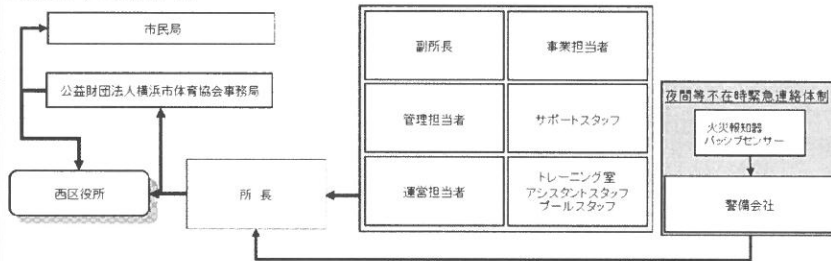 市民局
公益財団法人横浜市体育協会事務局
西区役所
所長
副所長
事業担当者
管理担当者
サポートスタッフ
運営担当者
トレーニング室
アシスタントスタッフ
プールスタッフ
夜間等不在時緊急連絡体制
火災報知器
パッシブセンサー
警備会社